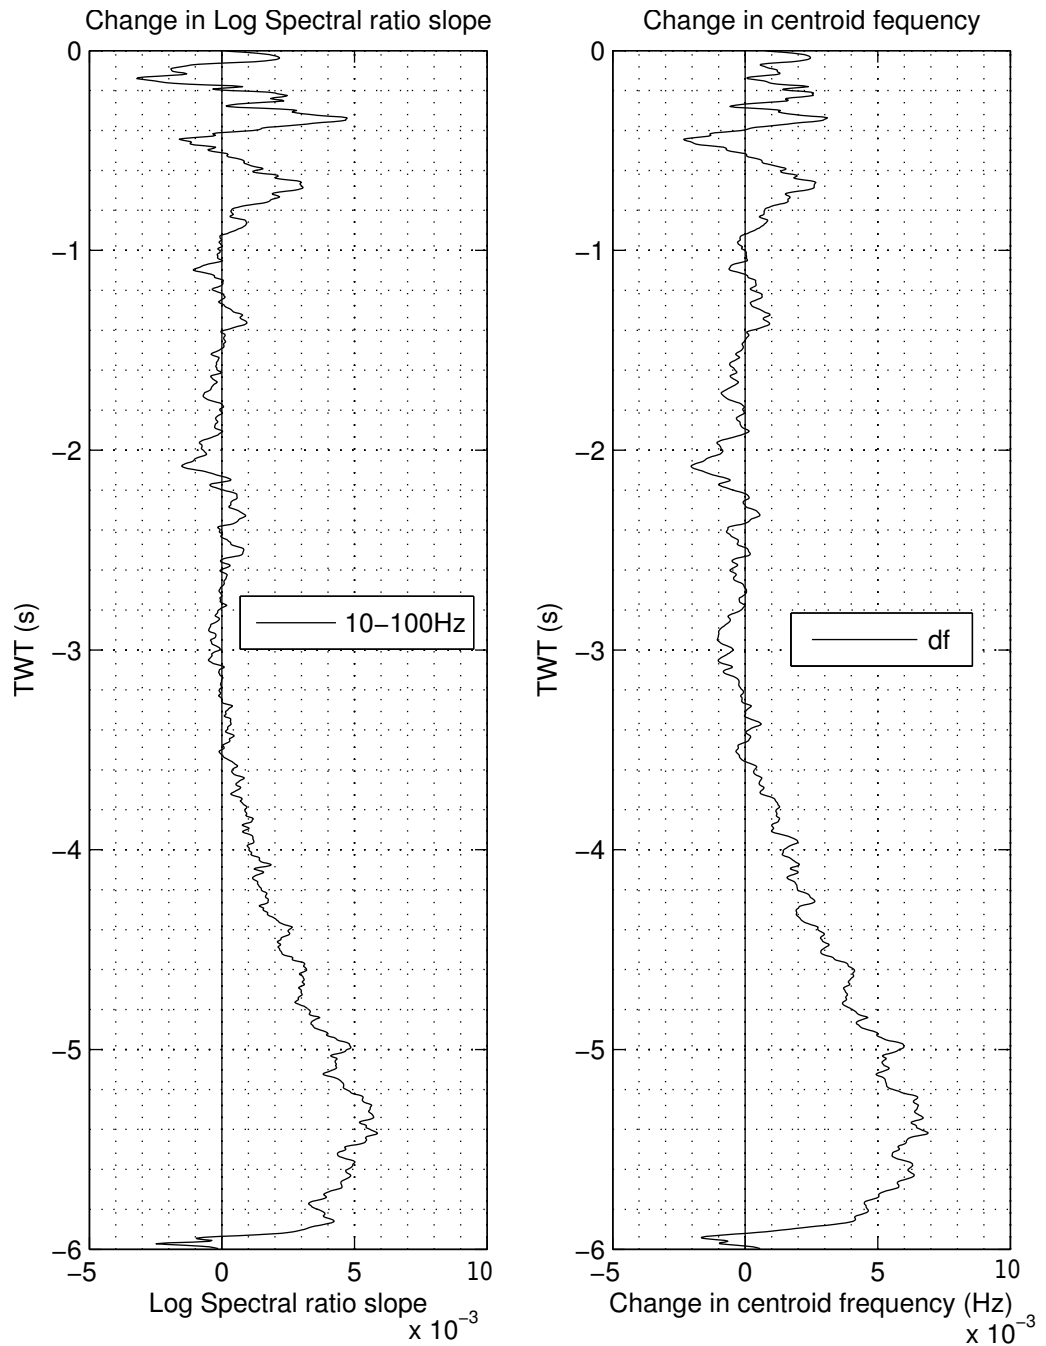 Change in Log Spectral ratio slope
0
−1
−2
−3
−4
−5
−6
TWT (s)
10−100Hz
−5 0 5 10
Log Spectral ratio slope
x 10−3
Change in centroid fequency
0
−1
−2
−3
−4
−5
−6
TWT (s)
df
−5 0 5 10
Change in centroid frequency (Hz)
x 10−3